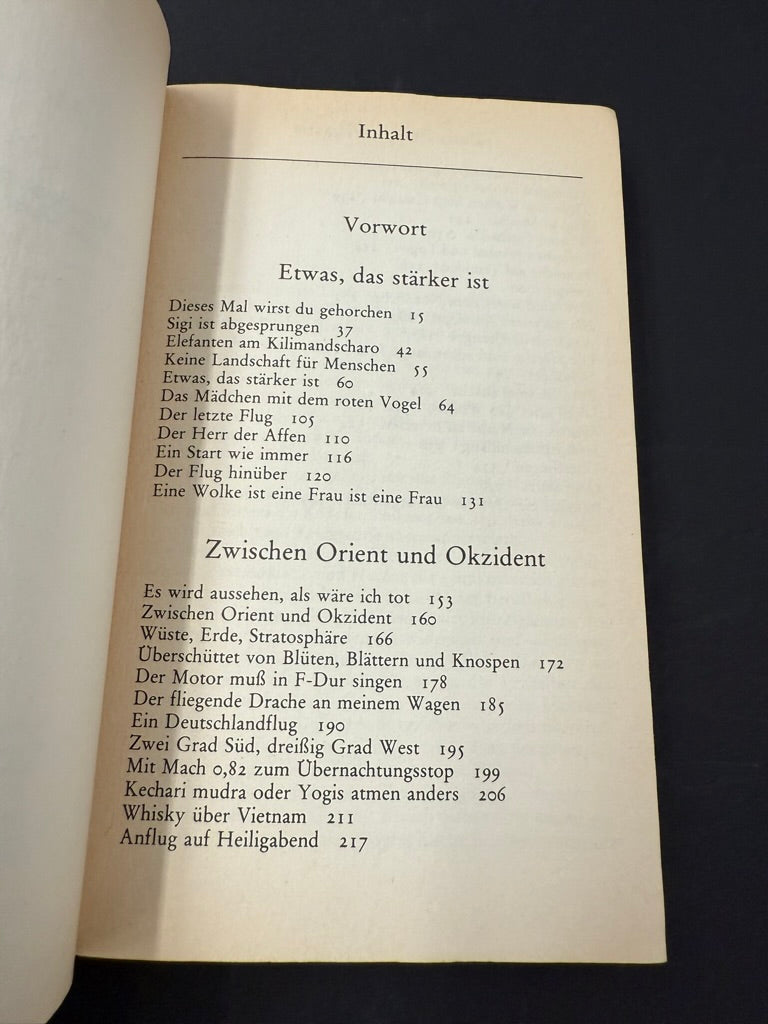 Inhalt
Vorwort
Etwas, das stärker ist
Dieses Mal wirst du gehorchen 15
Sigi ist abgesprungen 37
Elefanten am Kilimandscharo 42
Keine Landschaft für Menschen 55
Etwas, das stärker ist 60
Das Mädchen mit dem roten Vogel 64
Der letzte Flug 105
Der Herr der Affen 110
Ein Start wie immer 116
Der Flug hinüber 120
Eine Wolke ist eine Frau ist eine Frau 131
Zwischen Orient und Okzident
Es wird aussehen, als wäre ich tot 153
Zwischen Orient und Okzident 160
Wüste, Erde, Stratosphäre 166
Überschüttet von Blüten, Blättern und Knospen 172
Der Motor muß in F-Dur singen 178
Der fliegende Drache an meinem Wagen 185
Ein Deutschlandflug 190
Zwei Grad Süd, dreißig Grad West 195
Mit Mach 0,82 zum Übernachtungsstop 199
Kechari mudra oder Yogis atmen anders 206
Whisky über Vietnam 211
Anflug auf Heiligabend 217